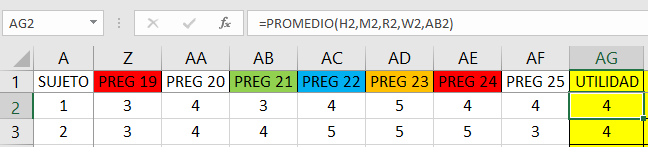 AG2 =PROMEDIO(H2,M2,R2,W2,AB2)
A Z AA AB AC AD AE AF AG
1 SUJETO PREG 19 PREG 20 PREG 21 PREG 22 PREG 23 PREG 24 PREG 25 UTILIDAD
2 1 3 4 3 4 5 4 4 4
3 2 3 4 4 5 5 5 3 4